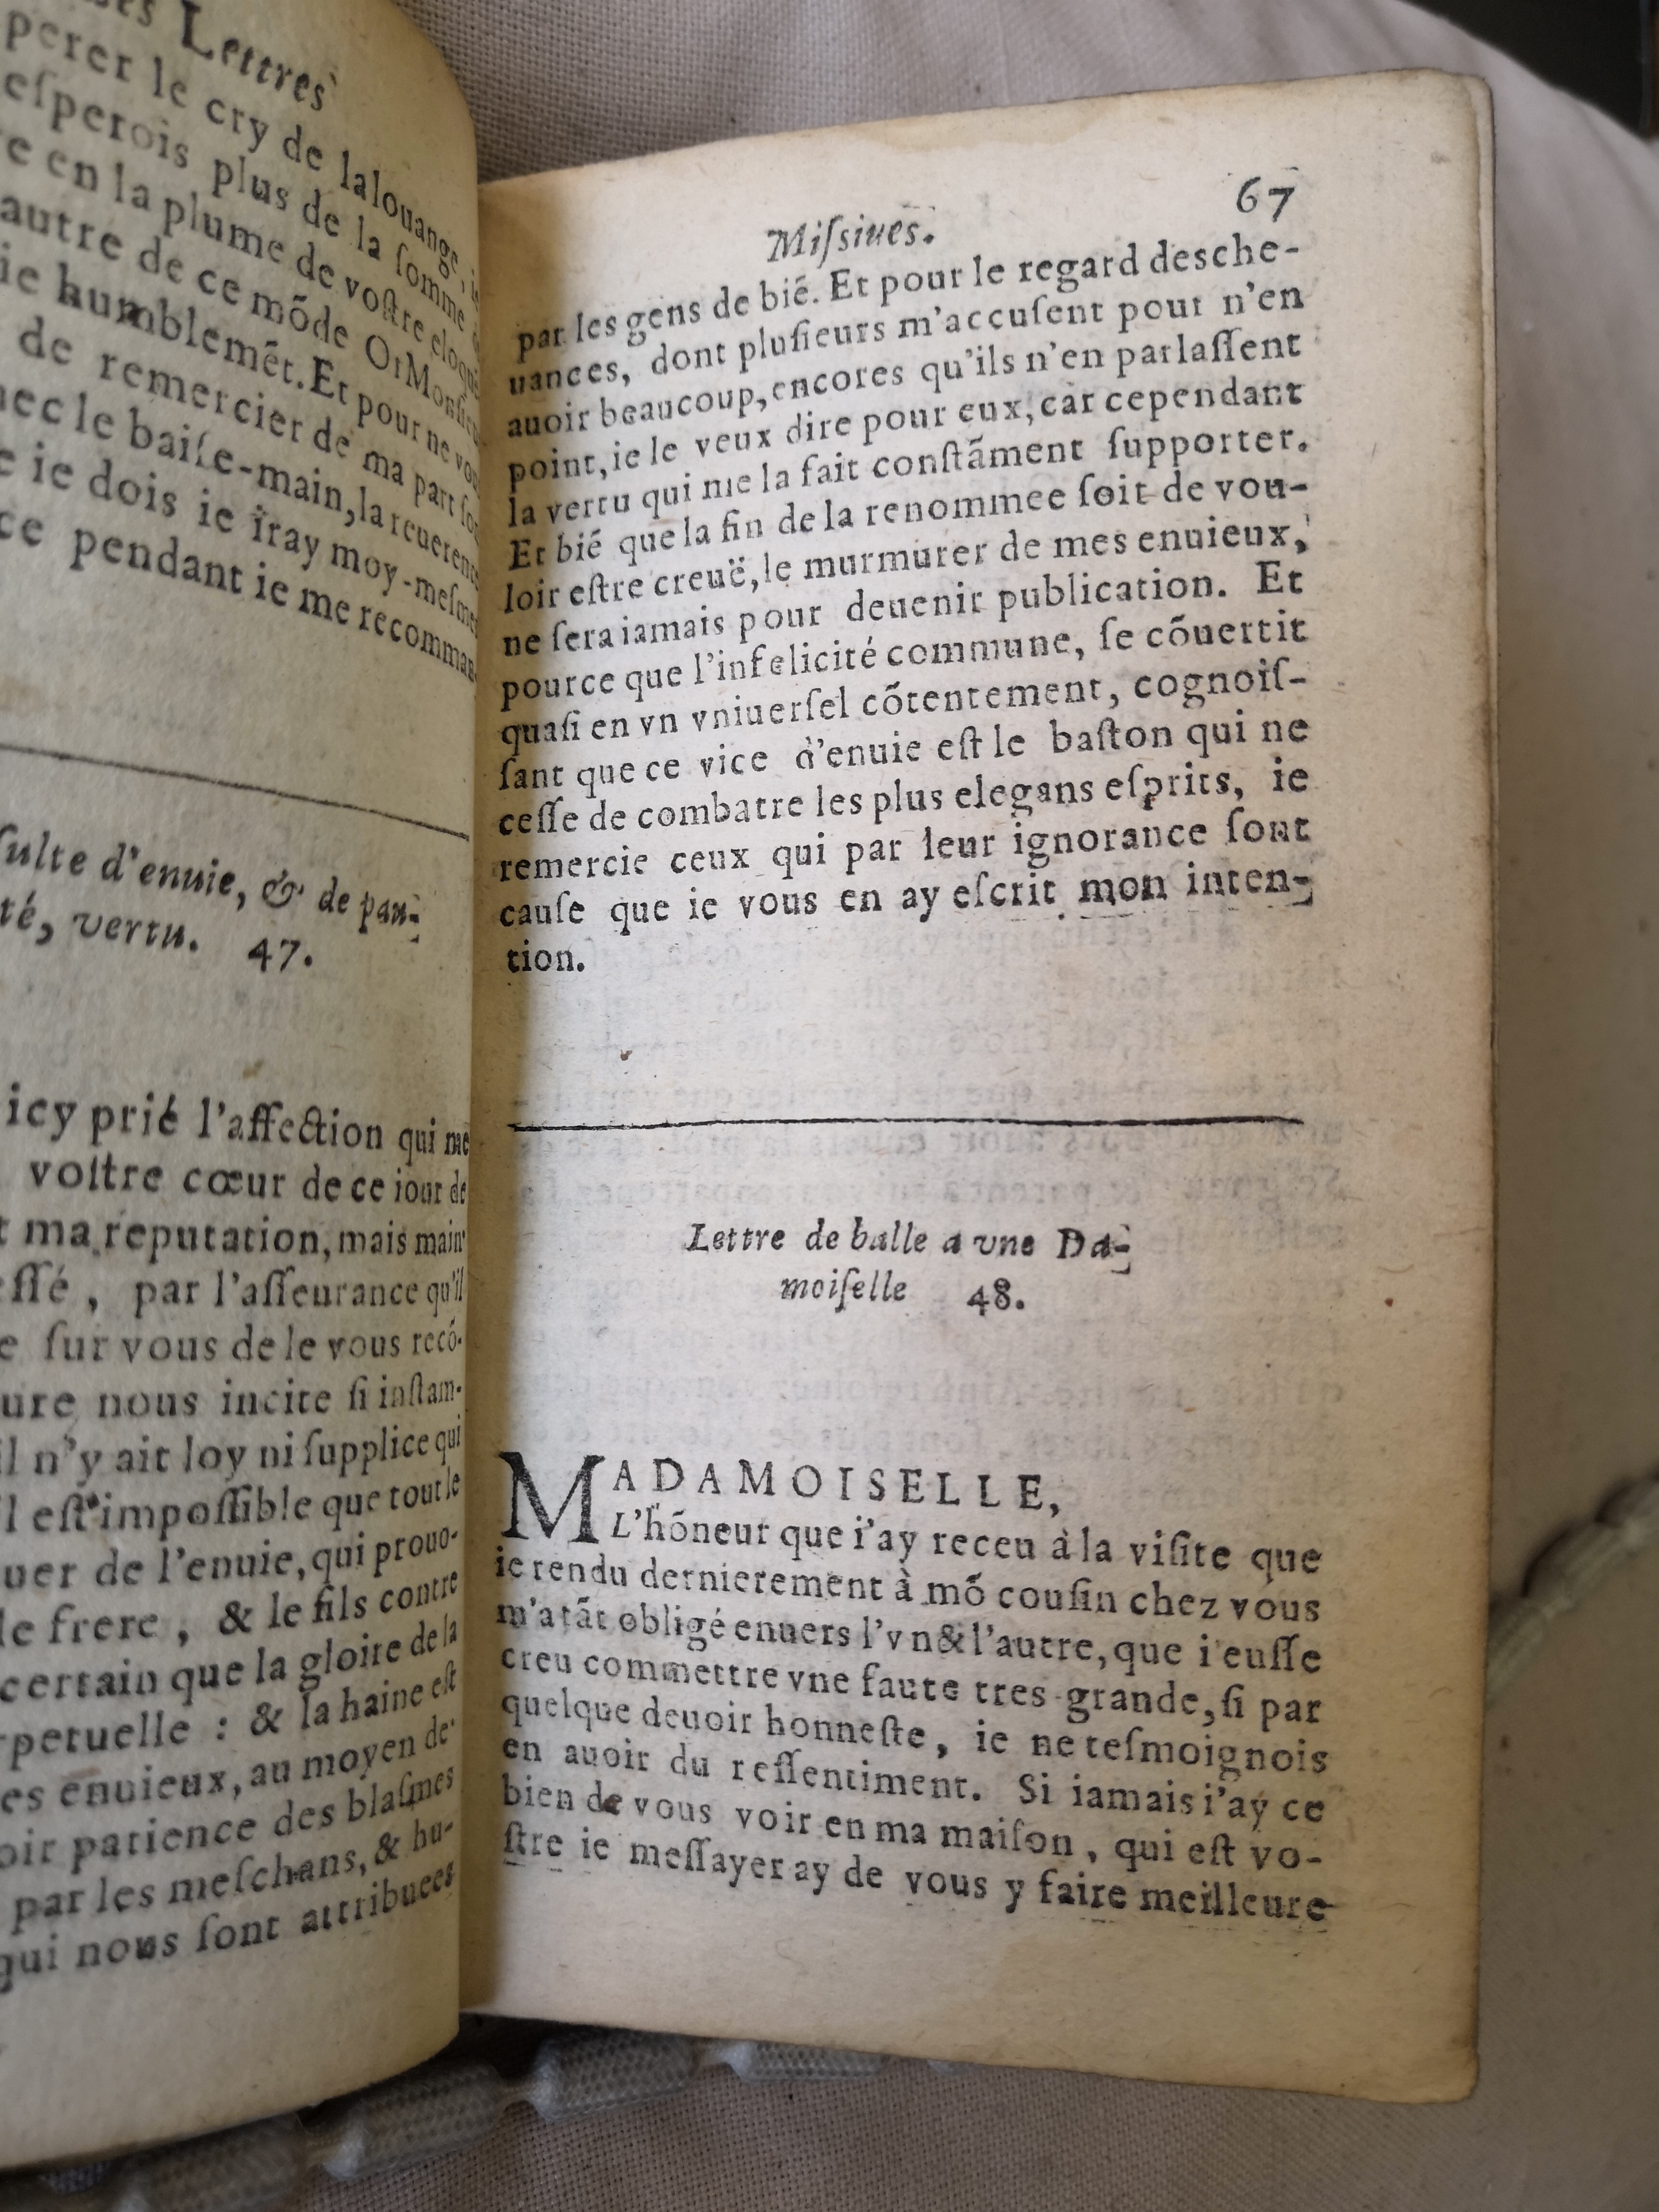 Lettres
perer le cry de lalouange,
esperois plus de la somme
en la plume de vostre
autre de ce mõde Or
ie humblemẽt. Et pour ne
de remercier de ma part
le baise-main, la
ie dois ie iray moy-mesme
ce pendant ie me
d'enuie, & de pau-
té, vertu. 47.
icy prié l'affection qui me
voſtre cœur de ce iour de
ma reputation, mais main
par l'aſſeurance qu'il
ſur vous de le vous recõ-
ure nous incite ſi inſtam-
il n'y ait loy ni ſupplice qui
il eſt impoſſible que tout le
uer de l'enuie, qui prouo-
le frere, & le fils contre
certain que la gloire de la
petuelle : & la haine eſt
es enuieux, au moyen de
oir patience des blaſmes
par les meſchans, & hu-
qui nous ſont attribuees
67
Miſsiues.
par les gens de biẽ. Et pour le regard desche-
uances, dont pluſieurs m'accuſent pour n'en
auoir beaucoup, encores qu'ils n'en parlaſſent
point, ie le veux dire pour eux, car cependant
la vertu qui me la fait conſtãment ſupporter.
Et biẽ que la fin de la renommee ſoit de vou-
loir eſtre creuë, le murmurer de mes enuieux,
ne ſera iamais pour deuenir publication. Et
pource que l'infelicité commune, ſe cõuertit
quaſi en vn vniuerſel cõtentement, cognoiſ-
ſant que ce vice d'enuie eſt le baſton qui ne
ceſſe de combatre les plus elegans eſprits, ie
remercie ceux qui par leur ignorance ſont
cauſe que ie vous en ay eſcrit mon inten-
tion.
Lettre de balle a vne Da-
moiſelle 48.
MADAMOISELLE,
L'hõneur que i'ay receu à la viſite que
ie rendu dernierement à mõ couſin chez vous
m'a tãt obligé enuers l'vn & l'autre, que i'euſſe
creu commettre vne faute tres-grande, ſi par
quelque deuoir honneſte, ie ne teſmoignois
en auoir du reſſentiment. Si iamais i'ay ce
bien de vous voir en ma maiſon, qui eſt vo-
ſtre ie meſſayeray de vous y faire meilleure